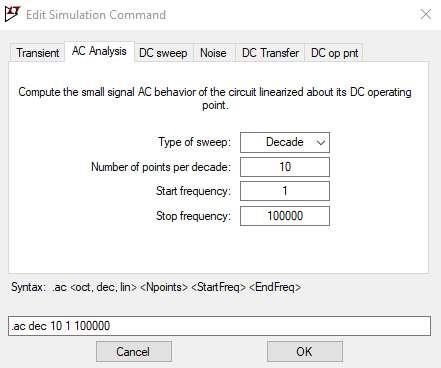 Edit Simulation Command
Transient AC Analysis DC sweep Noise DC Transfer DC op pnt
Compute the small signal AC behavior of the circuit linearized about its DC operating
point.
Type of sweep: Decade
Number of points per decade: 10
Start frequency: 1
Stop frequency: 100000
Syntax: .ac <oct, dec, lin> <Npoints> <StartFreq> <EndFreq>
.ac dec 10 1 100000
Cancel OK